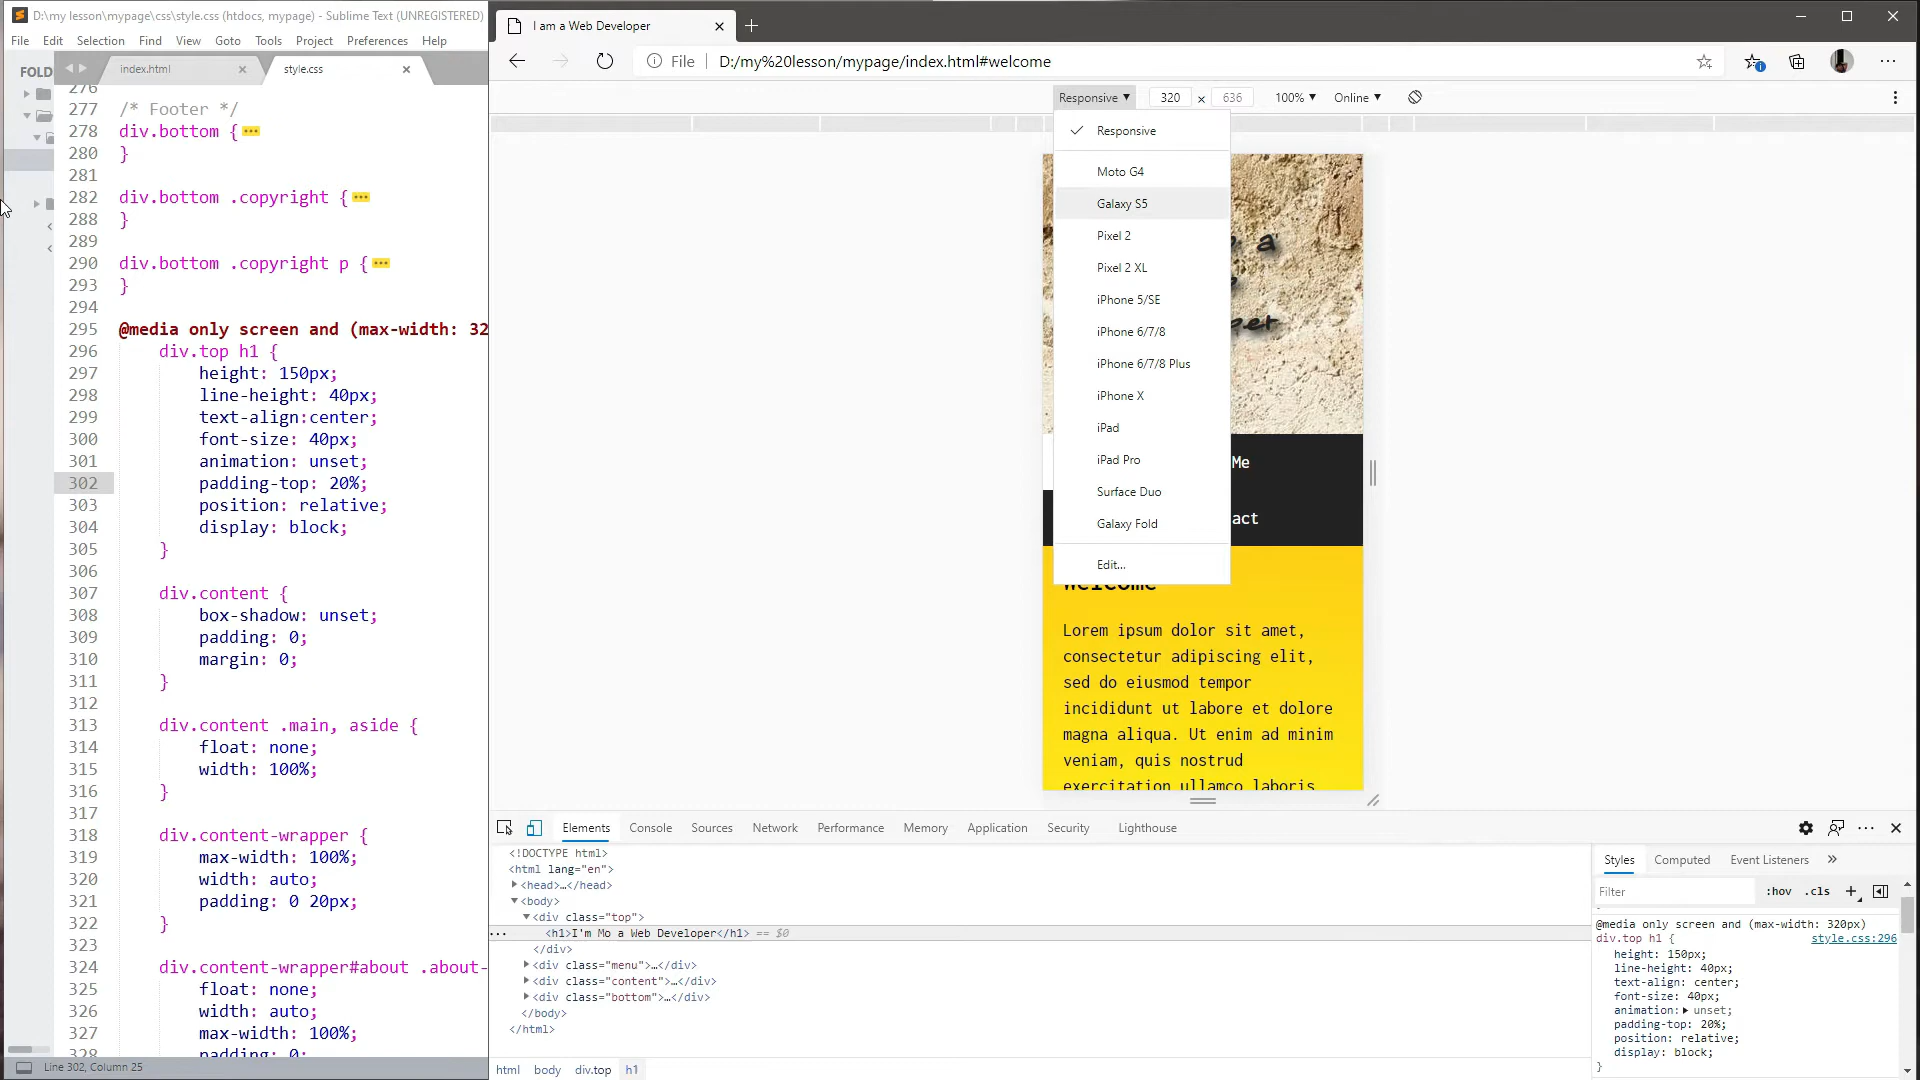 D:\my lesson\mypage\css\style.css (htdocs, mypage) - Sublime Text (UNREGISTERED)
File Edit Selection Find View Goto Tools Project Preferences Help
FOLD
index.html
style.css
276
277 /* Footer */
278 div.bottom {
280 }
281
282 div.bottom .copyright {
288 }
289
290 div.bottom .copyright p {
293 }
294
295 @media only screen and (max-width: 32
296 div.top h1 {
297 height: 150px;
298 line-height: 40px;
299 text-align:center;
300 font-size: 40px;
301 animation: unset;
302 padding-top: 20%;
303 position: relative;
304 display: block;
305 }
306
307 div.content {
308 box-shadow: unset;
309 padding: 0;
310 margin: 0;
311 }
312
313 div.content .main, aside {
314 float: none;
315 width: 100%;
316 }
317
318 div.content-wrapper {
319 max-width: 100%;
320 width: auto;
321 padding: 0 20px;
322 }
323
324 div.content-wrapper#about .about-
325 float: none;
326 width: auto;
327 max-width: 100%;
328 padding: 0;
Line 302, Column 25
I am a Web Developer
File D:/my%20lesson/mypage/index.html#welcome
Responsive 320 x 636 100% Online
Responsive
Moto G4
Galaxy S5
Pixel 2
Pixel 2 XL
iPhone 5/SE
iPhone 6/7/8
iPhone 6/7/8 Plus
iPhone X
iPad
iPad Pro
Surface Duo
Galaxy Fold
Edit...
a
per
Me
act
Welcome
Lorem ipsum dolor sit amet,
consectetur adipiscing elit,
sed do eiusmod tempor
incididunt ut labore et dolore
magna aliqua. Ut enim ad minim
veniam, quis nostrud
exercitation ullamco laboris
Elements Console Sources Network Performance Memory Application Security Lighthouse
<!DOCTYPE html>
<html lang="en">
<head>…</head>
<body>
<div class="top">
<h1>I'm Mo a Web Developer</h1> == $0
</div>
<div class="menu">…</div>
<div class="content">…</div>
<div class="bottom">…</div>
</body>
</html>
html body div.top h1
Styles Computed Event Listeners
Filter :hov .cls
@media only screen and (max-width: 320px)
div.top h1 { style.css:296
height: 150px;
line-height: 40px;
text-align: center;
font-size: 40px;
animation: unset;
padding-top: 20%;
position: relative;
display: block;
}